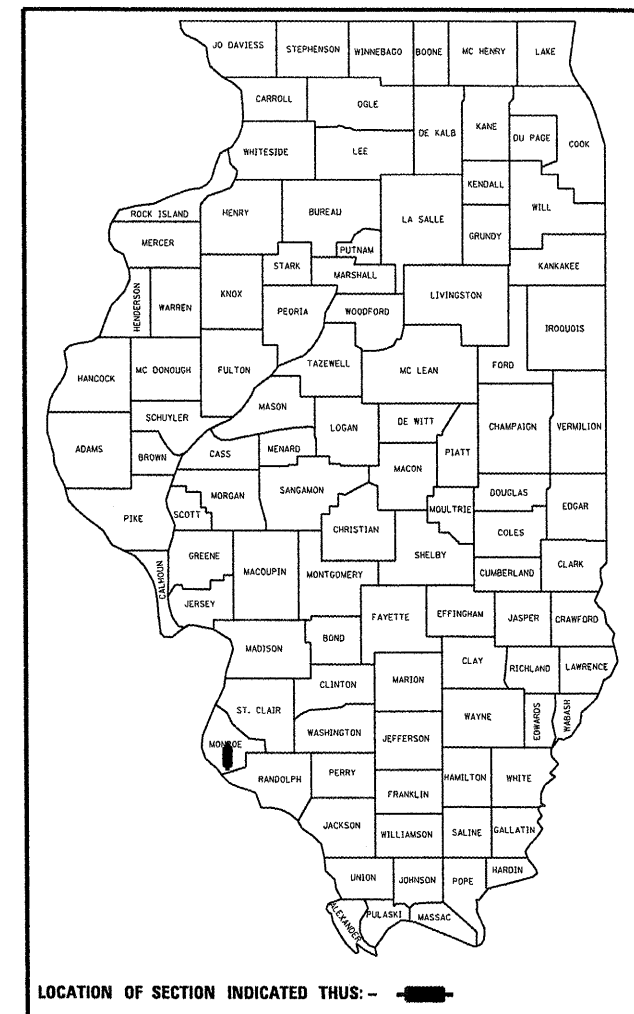 JO DAVIESS STEPHENSON WINNEBAGO BOONE MC HENRY LAKE
CARROLL OGLE DE KALB KANE DU PAGE COOK
WHITESIDE LEE KENDALL WILL
ROCK ISLAND HENRY BUREAU LA SALLE GRUNDY
MERCER PUTNAM KANKAKEE
HENDERSON WARREN KNOX STARK MARSHALL LIVINGSTON IROQUOIS
PEORIA WOODFORD
HANCOCK MC DONOUGH FULTON TAZEWELL MC LEAN FORD
SCHUYLER MASON LOGAN DE WITT CHAMPAIGN VERMILION
ADAMS BROWN CASS MENARD MACON PIATT
PIKE SCOTT MORGAN SANGAMON MOULTRIE DOUGLAS EDGAR
CHRISTIAN COLES
CALHOUN GREENE MACOUPIN MONTGOMERY SHELBY CUMBERLAND CLARK
JERSEY FAYETTE EFFINGHAM JASPER CRAWFORD
MADISON BOND CLAY RICHLAND LAWRENCE
CLINTON MARION
ST. CLAIR WAYNE EDWARDS WABASH
MONROE WASHINGTON JEFFERSON
RANDOLPH PERRY HAMILTON WHITE
FRANKLIN
JACKSON WILLIAMSON SALINE GALLATIN
UNION JOHNSON POPE HARDIN
ALEXANDER PULASKI MASSAC
LOCATION OF SECTION INDICATED THUS: -